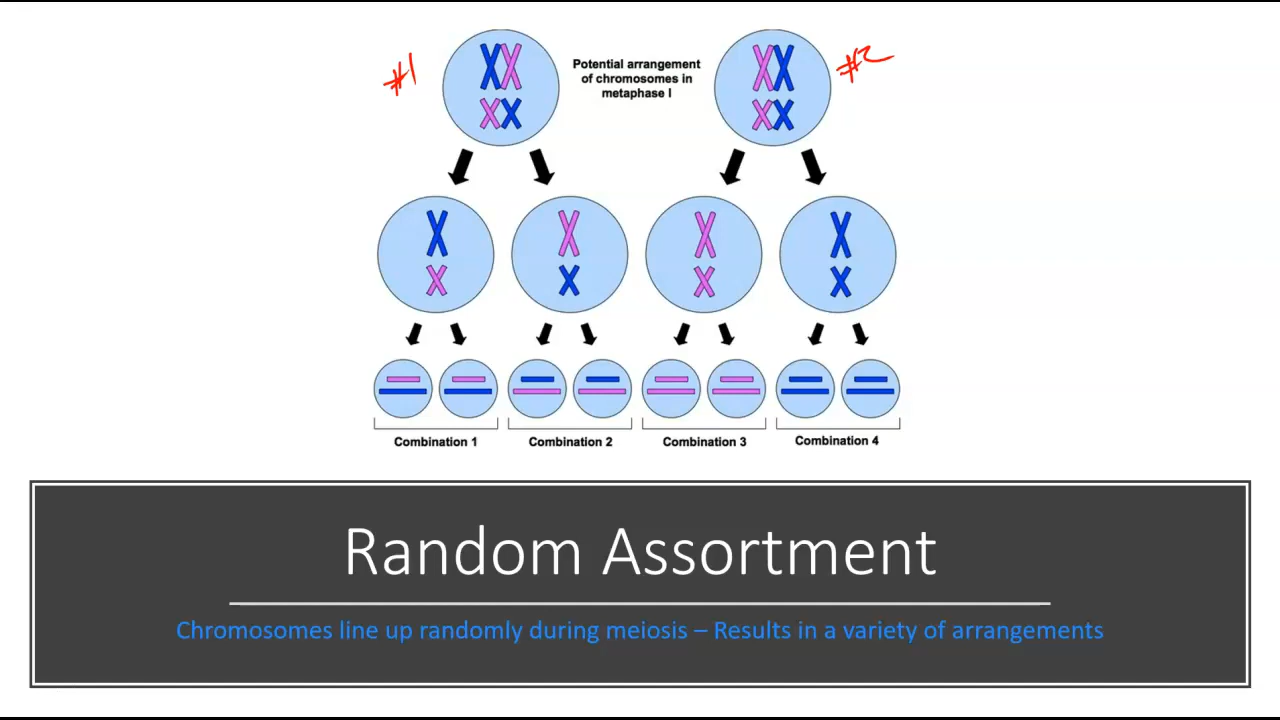 #1
Potential arrangement
of chromosomes in
metaphase I
#2
Combination 1
Combination 2
Combination 3
Combination 4
Random Assortment
Chromosomes line up randomly during meiosis – Results in a variety of arrangements